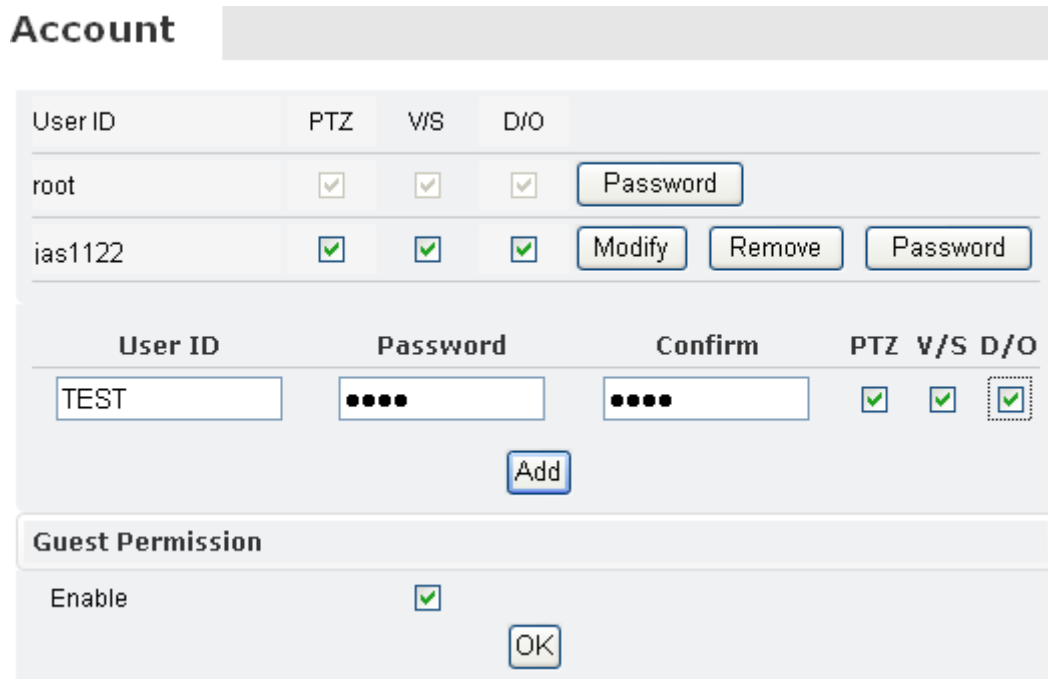 Account
User ID PTZ V/S D/O
root Password
jas1122 Modify Remove Password
User ID Password Confirm PTZ V/S D/O
TEST ●●●● ●●●●
Add
Guest Permission
Enable
OK